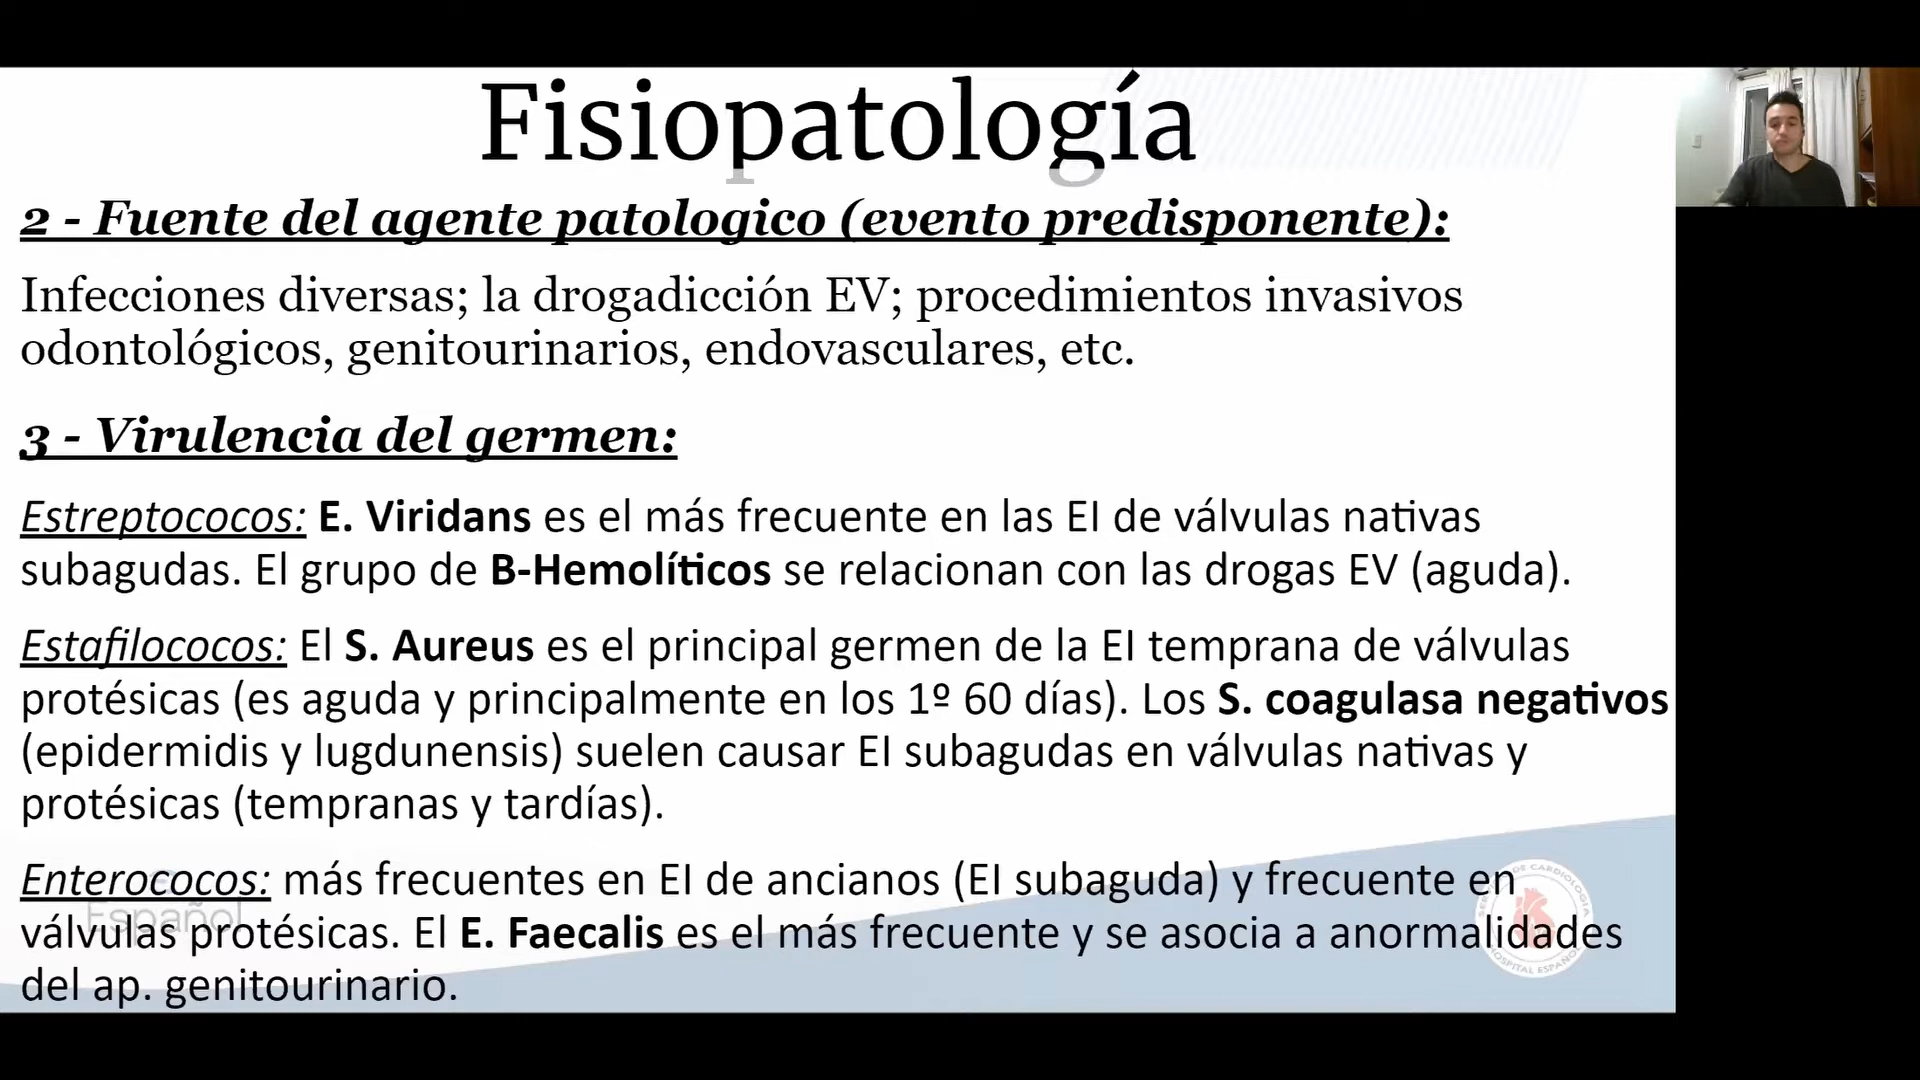 Fisiopatología
2 - Fuente del agente patologico (evento predisponente):
Infecciones diversas; la drogadicción EV; procedimientos invasivos
odontológicos, genitourinarios, endovasculares, etc.
3 - Virulencia del germen:
Estreptococos: E. Viridans es el más frecuente en las EI de válvulas nativas
subagudas. El grupo de B-Hemolíticos se relacionan con las drogas EV (aguda).
Estafilococos: El S. Aureus es el principal germen de la EI temprana de válvulas
protésicas (es aguda y principalmente en los 1º 60 días). Los S. coagulasa negativos
(epidermidis y lugdunensis) suelen causar EI subagudas en válvulas nativas y
protésicas (tempranas y tardías).
Enterococos: más frecuentes en EI de ancianos (EI subaguda) y frecuente en
válvulas protésicas. El E. Faecalis es el más frecuente y se asocia a anormalidades
del ap. genitourinario.
Español
DE CARDIOLOGÍA
HOSPITAL ESPAÑOL